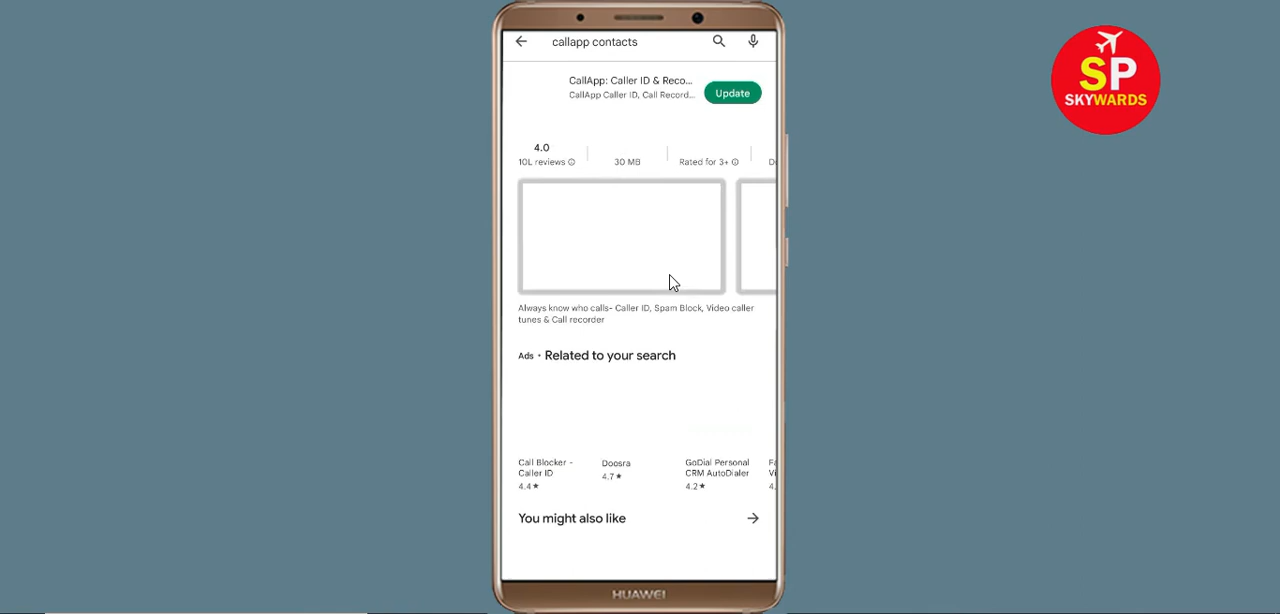 callapp contacts
CallApp: Caller ID & Reco...
CallApp Caller ID, Call Record...
Update
4.0
10L reviews
30 MB
Rated for 3+
D
Always know who calls- Caller ID, Spam Block, Video caller
tunes & Call recorder
Ads • Related to your search
Call Blocker -
Caller ID
4.4★
Doosra
4.7★
GoDial Personal
CRM AutoDialer
4.2★
Fa
Vi
4.
You might also like
HUAWEI
SP
SKYWARDS